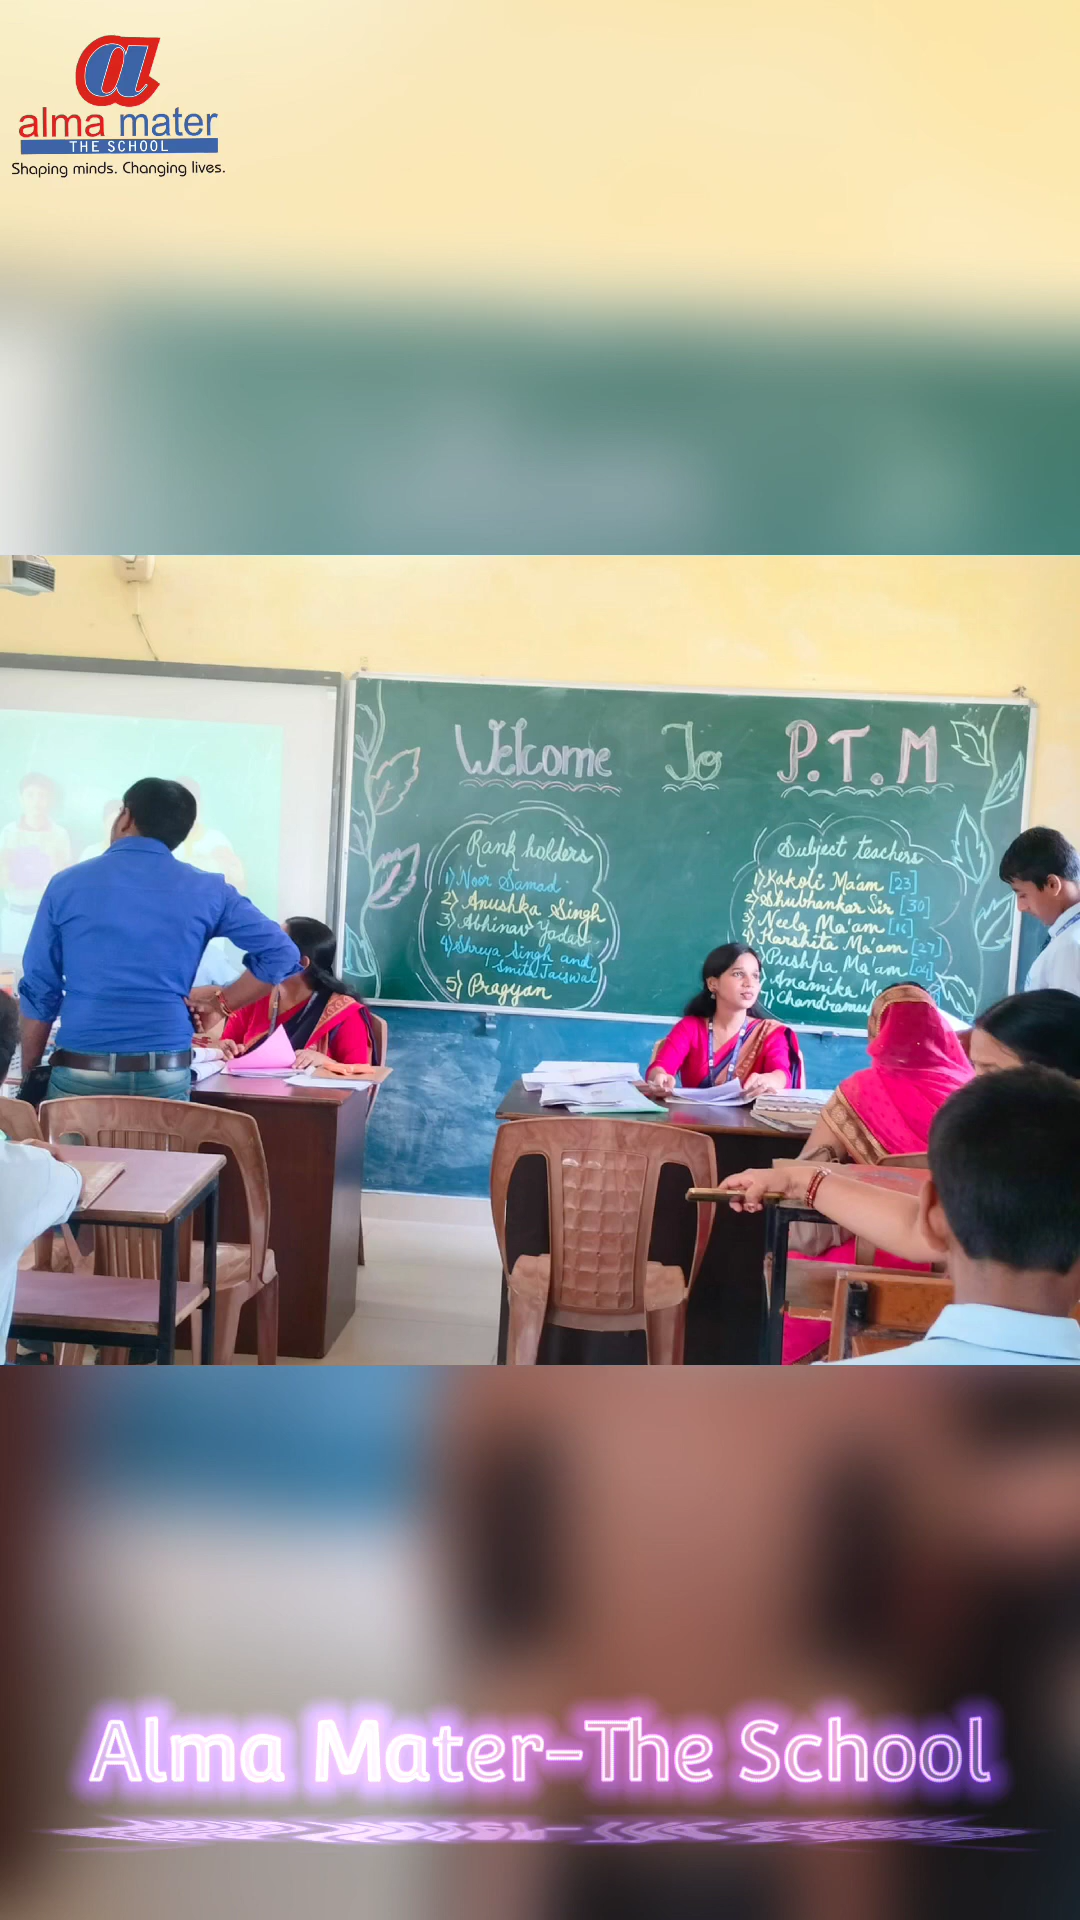 a
alma mater
THE SCHOOL
Shaping minds. Changing lives.
Welcome To P.T.M
Rank holders
1) Noor Samad
2) Anushka Singh
3) Abhinav Yadav
4) Shreya Singh and
- Smita Jaiswal
5) Pragyan
Subject teachers
1) Kakoli Ma'am [23]
2) Shubhankar Sir [30]
3) Neela Ma'am [16]
4) Harshita Ma'am [27]
Pushpa Ma'am
Anamika
7)
Alma Mater-The School